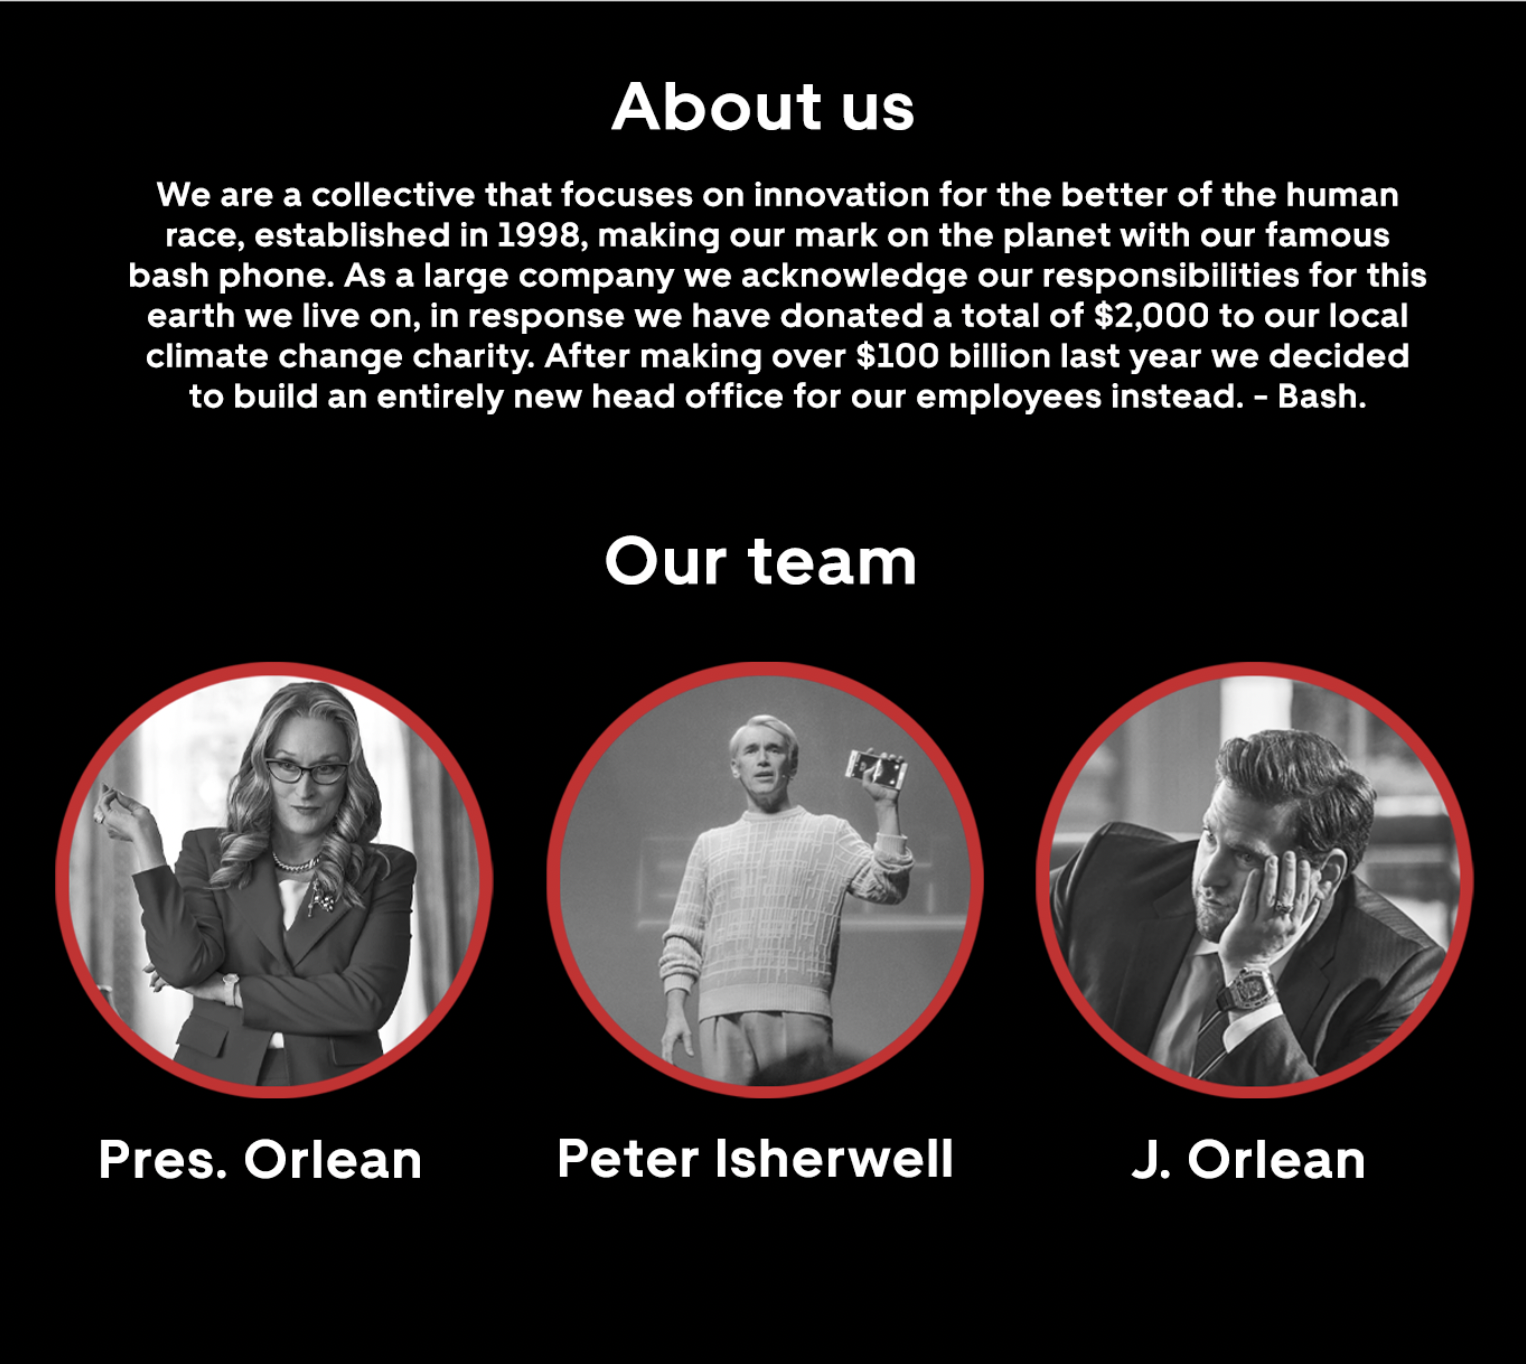 About us
We are a collective that focuses on innovation for the better of the human
race, established in 1998, making our mark on the planet with our famous
bash phone. As a large company we acknowledge our responsibilities for this
earth we live on, in response we have donated a total of $2,000 to our local
climate change charity. After making over $100 billion last year we decided
to build an entirely new head office for our employees instead. - Bash.
Our team
Pres. Orlean
Peter Isherwell
J. Orlean